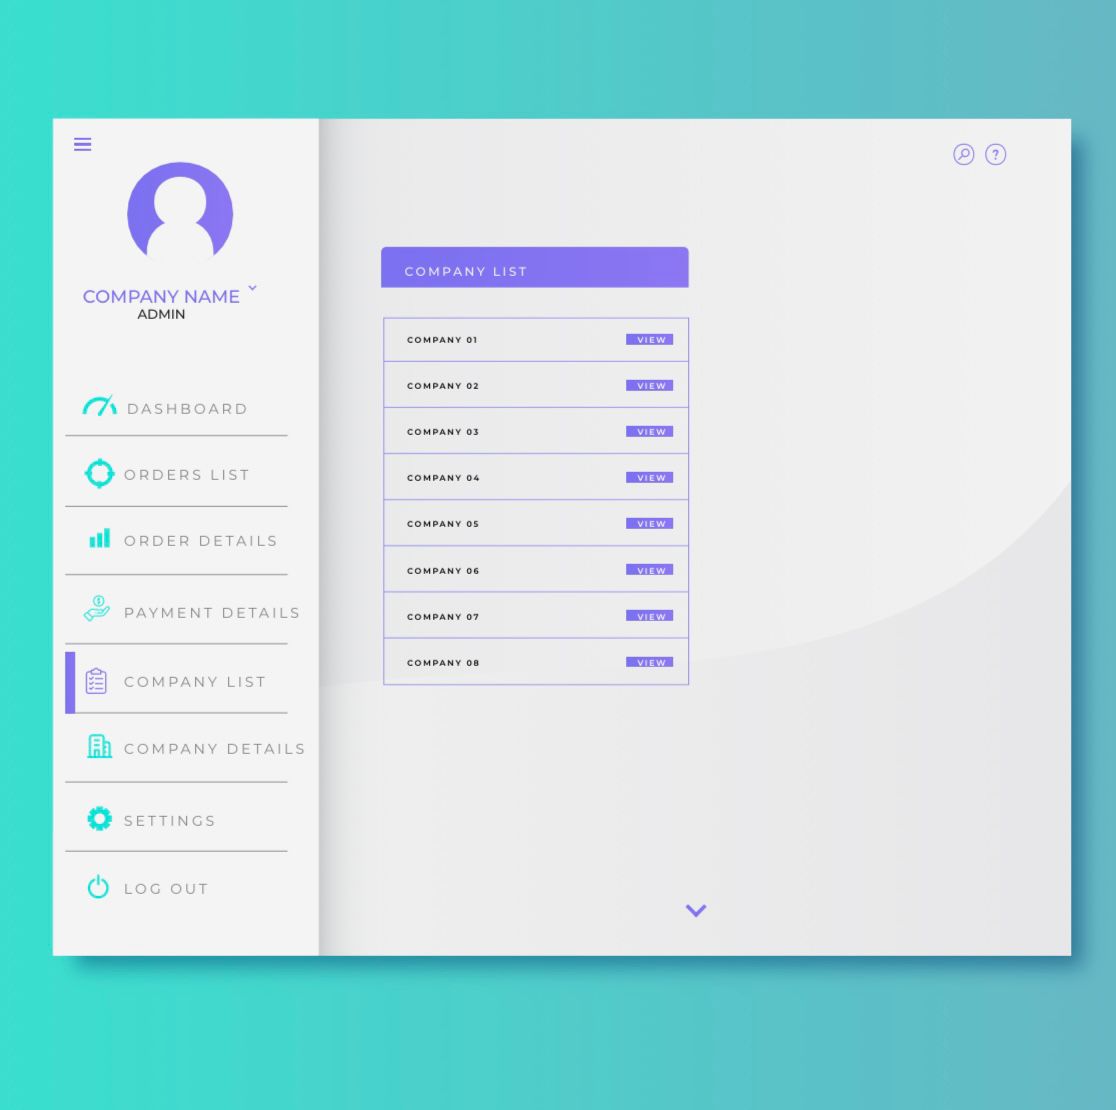 COMPANY NAME
ADMIN
DASHBOARD
ORDERS LIST
ORDER DETAILS
PAYMENT DETAILS
COMPANY LIST
COMPANY DETAILS
SETTINGS
LOG OUT
?
COMPANY LIST
COMPANY 01 VIEW
COMPANY 02 VIEW
COMPANY 03 VIEW
COMPANY 04 VIEW
COMPANY 05 VIEW
COMPANY 06 VIEW
COMPANY 07 VIEW
COMPANY 08 VIEW